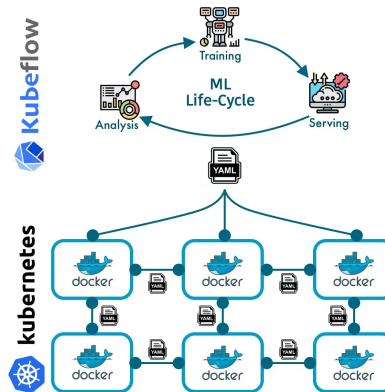 Kubeflow
Training
ML
Life-Cycle
Analysis
Serving
YAML
kubernetes
docker
docker
docker
YAML
YAML
YAML
YAML
YAML
docker
docker
docker
YAML
YAML